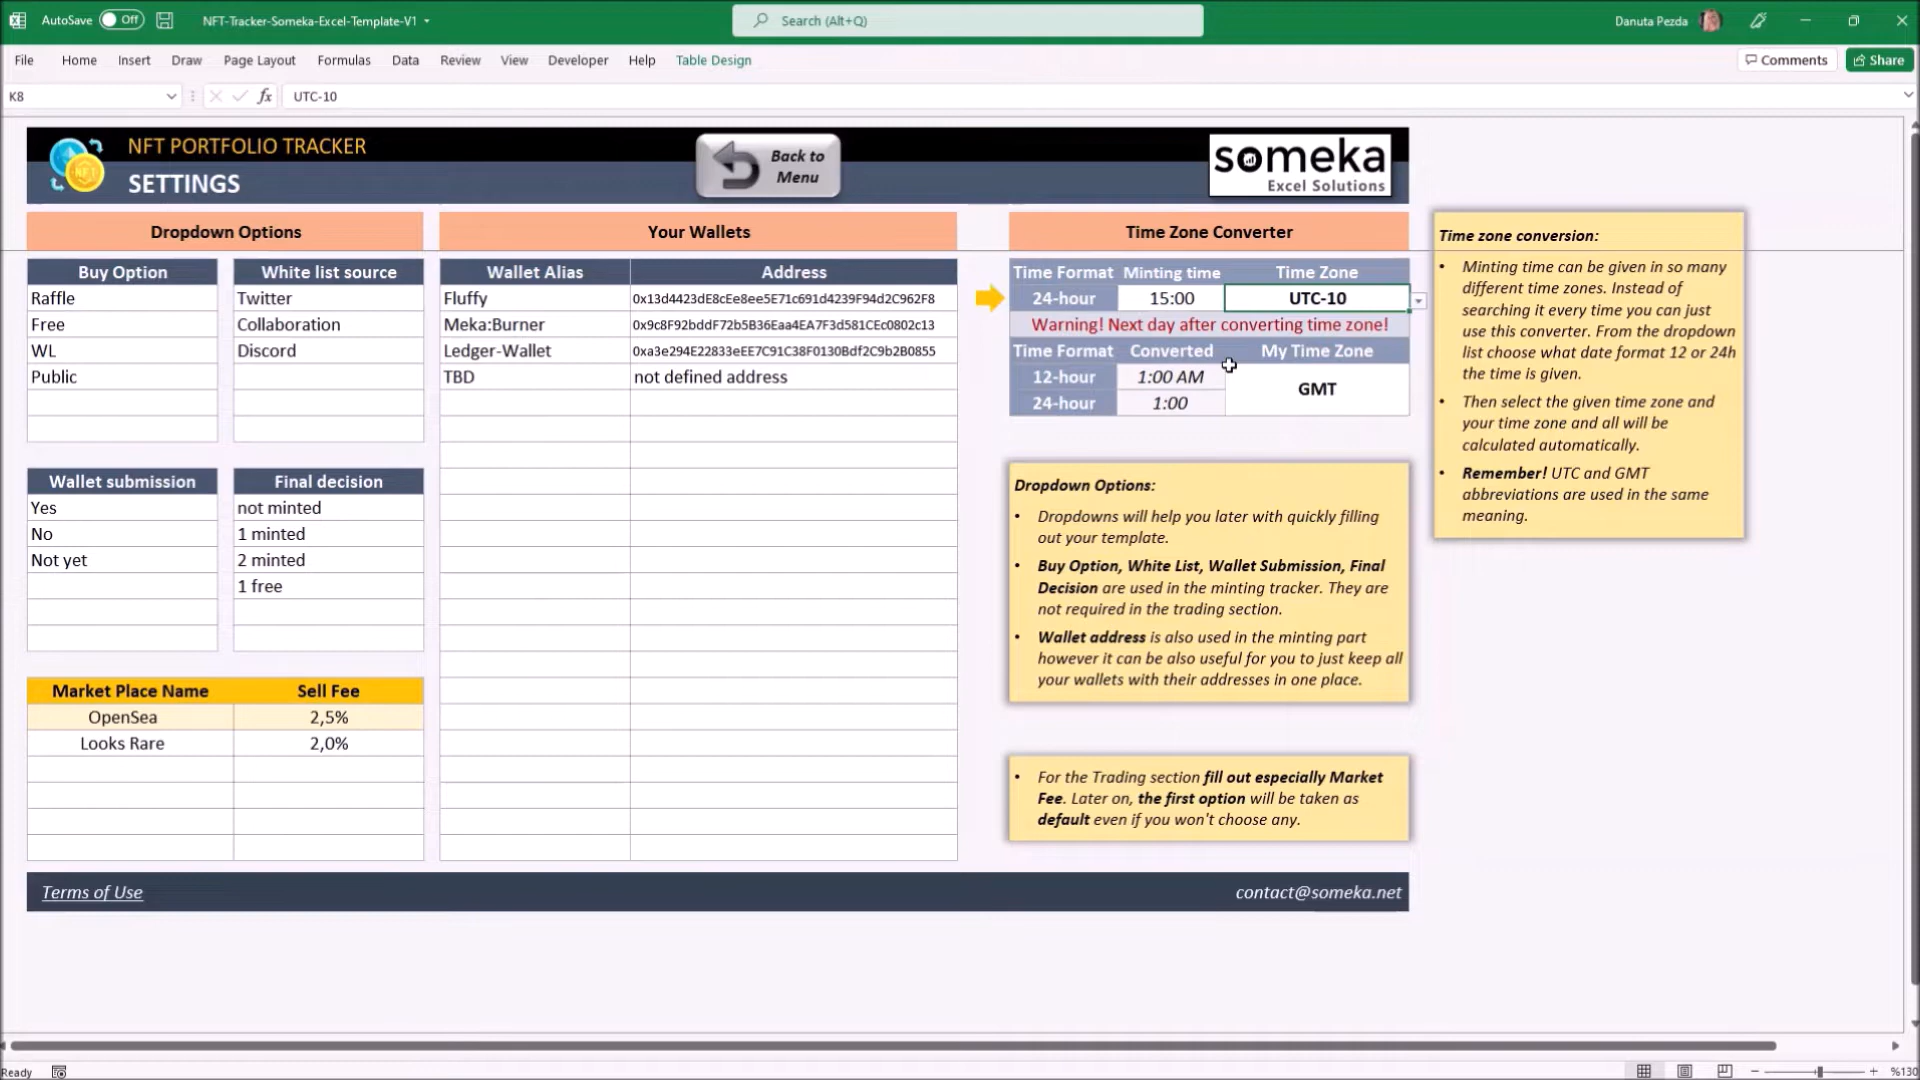 AutoSave Off NFT-Tracker-Someka-Excel-Template-V1 Search (Alt+Q) Danuta Pezda
File Home Insert Draw Page Layout Formulas Data Review View Developer Help Table Design Comments Share
K8 fx UTC-10
NFT PORTFOLIO TRACKER
SETTINGS
Back to
Menu
someka
Excel Solutions
Dropdown Options
Buy Option White list source
Raffle Twitter
Free Collaboration
WL Discord
Public
Wallet submission Final decision
Yes not minted
No 1 minted
Not yet 2 minted
1 free
Market Place Name Sell Fee
OpenSea 2,5%
Looks Rare 2,0%
Your Wallets
Wallet Alias Address
Fluffy 0x13d4423dE8cEe8ee5E71c691d4239F94d2C962F8
Meka:Burner 0x9c8F92bddF72b5B36Eaa4EA7F3d581CEc0802c13
Ledger-Wallet 0xa3e294E22833eEE7C91C38F0130Bdf2C9b2B0855
TBD not defined address
Time Zone Converter
Time Format Minting time Time Zone
24-hour 15:00 UTC-10
Warning! Next day after converting time zone!
Time Format Converted My Time Zone
12-hour 1:00 AM
GMT
24-hour 1:00
Dropdown Options:
• Dropdowns will help you later with quickly filling
out your template.
• Buy Option, White List, Wallet Submission, Final
Decision are used in the minting tracker. They are
not required in the trading section.
• Wallet address is also used in the minting part
however it can be also useful for you to just keep all
your wallets with their addresses in one place.
• For the Trading section fill out especially Market
Fee. Later on, the first option will be taken as
default even if you won't choose any.
Time zone conversion:
• Minting time can be given in so many
different time zones. Instead of
searching it every time you can just
use this converter. From the dropdown
list choose what date format 12 or 24h
the time is given.
• Then select the given time zone and
your time zone and all will be
calculated automatically.
• Remember! UTC and GMT
abbreviations are used in the same
meaning.
Terms of Use contact@someka.net
Ready %130